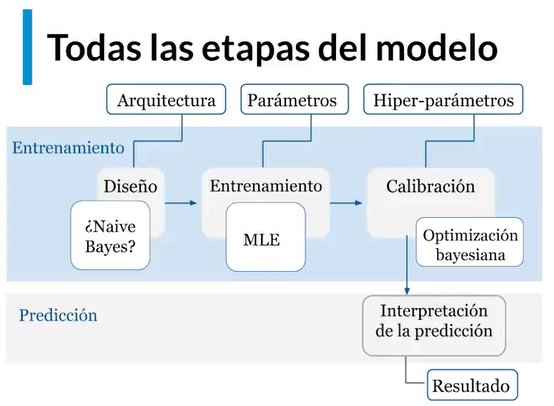 Todas las etapas del modelo
Arquitectura
Parámetros
Hiper-parámetros
Entrenamiento
Diseño
Entrenamiento
Calibración
¿Naive
Bayes?
MLE
Optimización
bayesiana
Predicción
Interpretación
de la predicción
Resultado